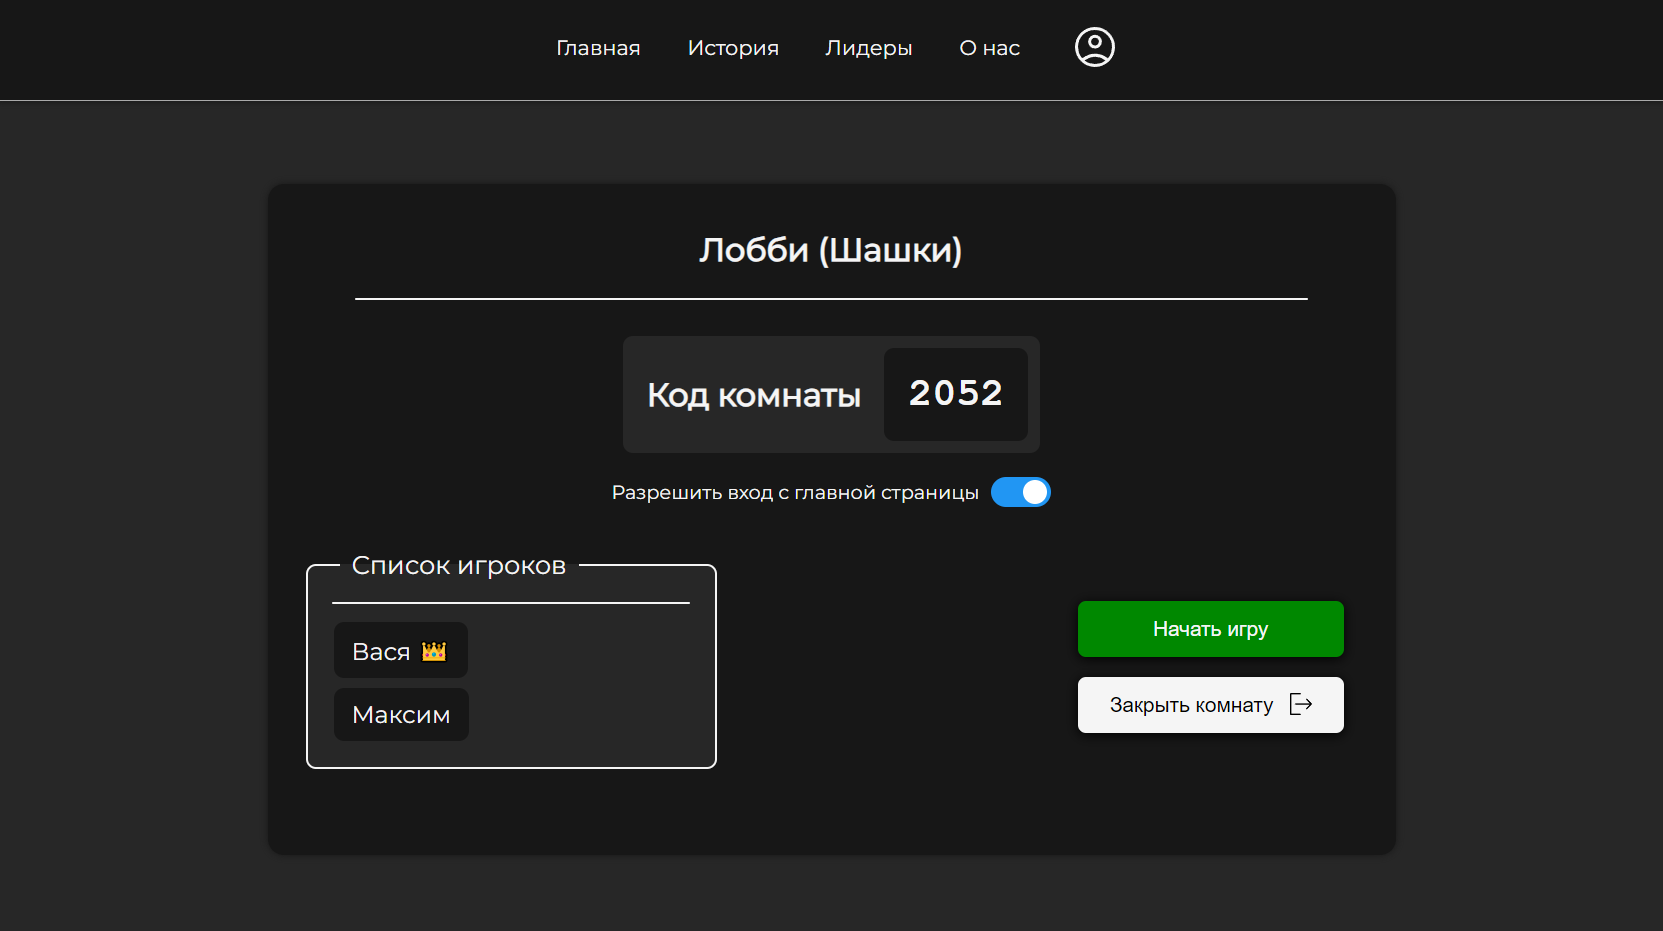 Главная История Лидеры О нас
Лобби (Шашки)
Код комнаты 2052
Разрешить вход с главной страницы
Список игроков
Вася 👑
Максим
Начать игру
Закрыть комнату